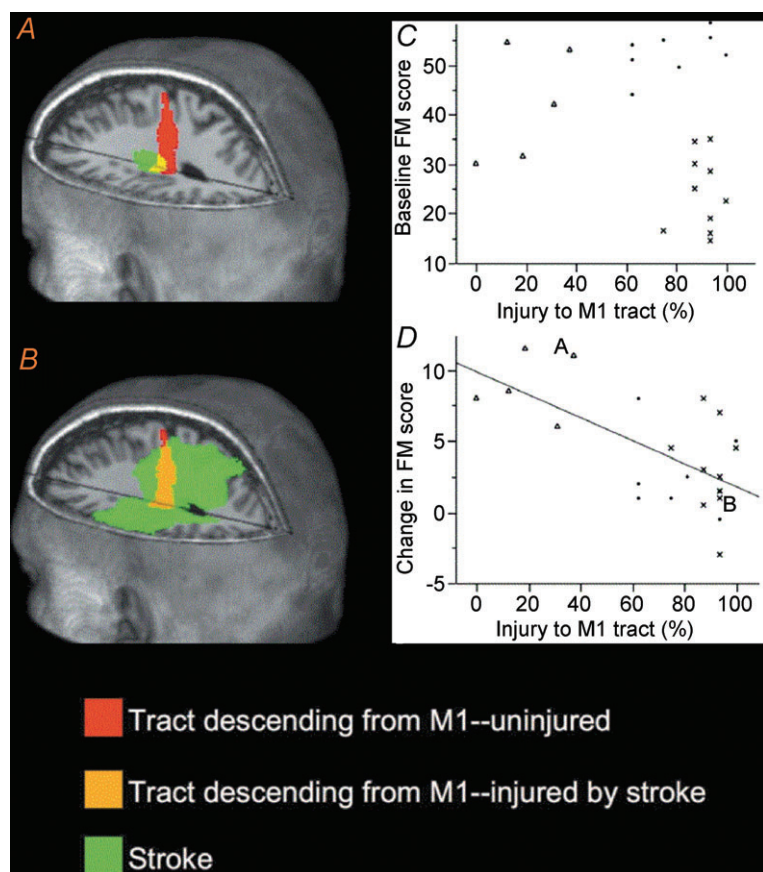 A
B
C
Baseline FM score
50
40
30
20
10
0 20 40 60 80 100
Injury to M1 tract (%)
D
Change in FM score
10
5
0
-5
A
B
0 20 40 60 80 100
Injury to M1 tract (%)
Tract descending from M1--uninjured
Tract descending from M1--injured by stroke
Stroke